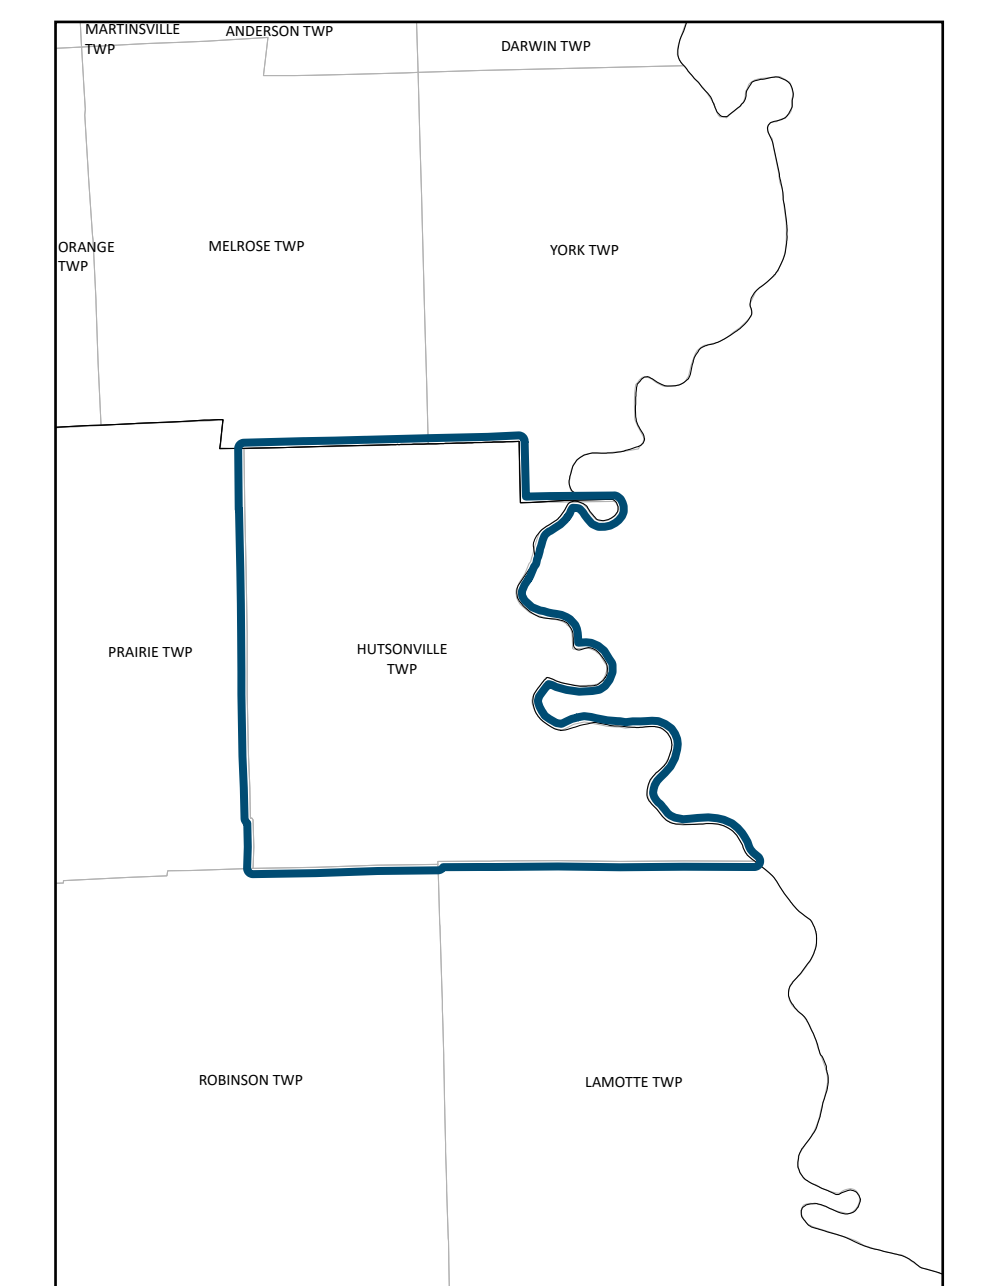 MARTINSVILLE
TWP
ANDERSON TWP
DARWIN TWP
ORANGE
TWP
MELROSE TWP
YORK TWP
PRAIRIE TWP
HUTSONVILLE
TWP
ROBINSON TWP
LAMOTTE TWP